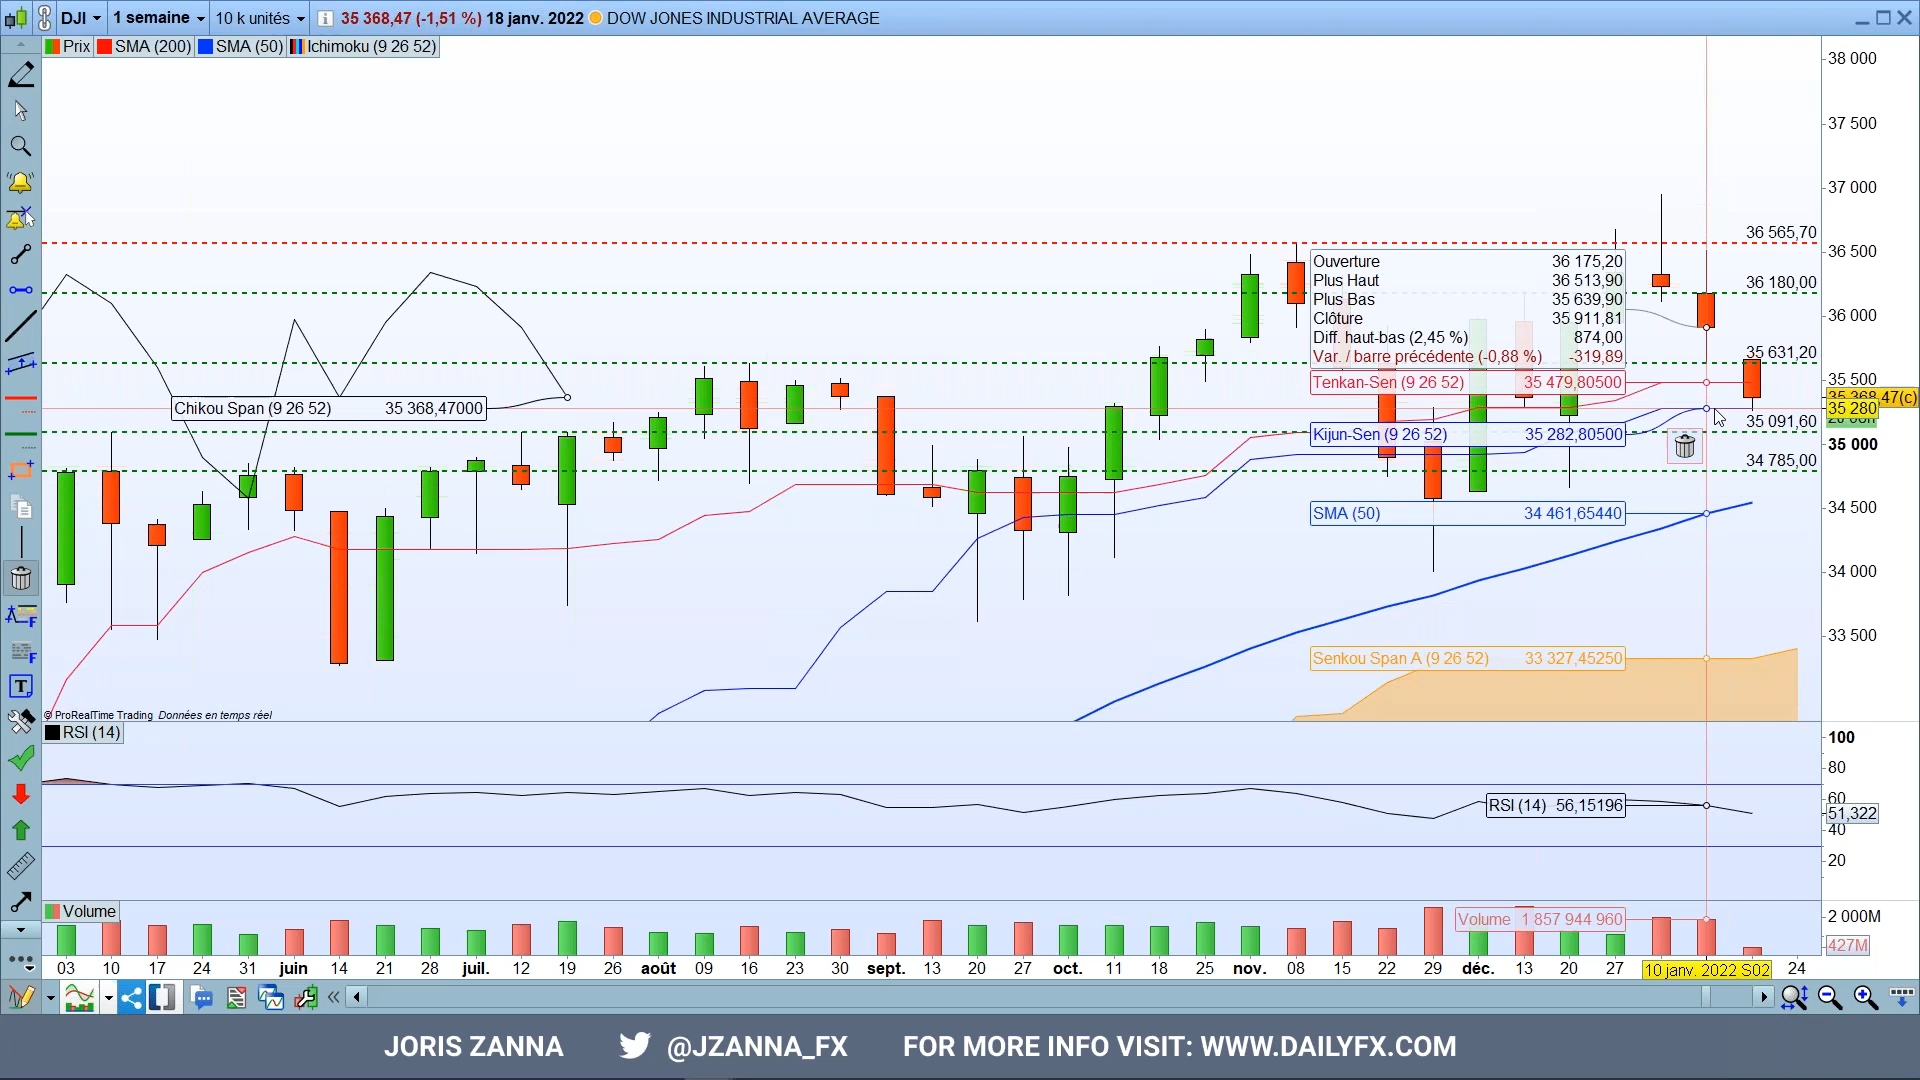 DJI 1 semaine 10 k unités 35 368,47 (-1,51 %) 18 janv. 2022 DOW JONES INDUSTRIAL AVERAGE
Prix SMA (200) SMA (50) Ichimoku (9 26 52)
38 000
37 500
37 000
36 565,70
36 500
36 180,00
36 000
35 631,20
35 500
35 368,47(c)
35 280
35 091,60
35 000
34 785,00
34 500
34 000
33 500
Ouverture 36 175,20
Plus Haut 36 513,90
Plus Bas 35 639,90
Clôture 35 911,81
Diff. haut-bas (2,45 %) 874,00
Var. / barre précédente (-0,88 %) -319,89
Tenkan-Sen (9 26 52) 35 479,80500
Chikou Span (9 26 52) 35 368,47000
Kijun-Sen (9 26 52) 35 282,80500
SMA (50) 34 461,65440
Senkou Span A (9 26 52) 33 327,45250
© ProRealTime Trading Données en temps réel
RSI (14)
100
80
60
51,322
40
20
RSI (14) 56,15196
Volume
Volume 1 857 944 960
2 000M
427M
03 10 17 24 31 juin 14 21 28 juil. 12 19 26 août 09 16 23 30 sept. 13 20 27 oct. 11 18 25 nov. 08 15 22 29 déc. 13 20 27 10 janv. 2022 S02 24
JORIS ZANNA @JZANNA_FX FOR MORE INFO VISIT: WWW.DAILYFX.COM